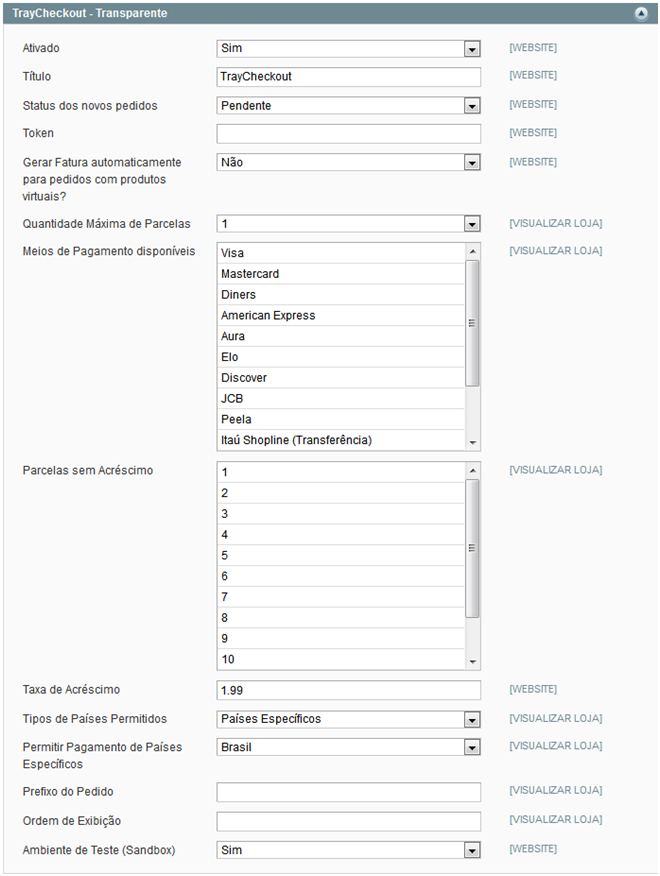 TrayCheckout - Transparente
Ativado Sim [WEBSITE]
Título TrayCheckout [WEBSITE]
Status dos novos pedidos Pendente [WEBSITE]
Token [WEBSITE]
Gerar Fatura automaticamente Não [WEBSITE]
para pedidos com produtos
virtuais?
Quantidade Máxima de Parcelas 1 [VISUALIZAR LOJA]
Meios de Pagamento disponíveis Visa [VISUALIZAR LOJA]
Mastercard
Diners
American Express
Aura
Elo
Discover
JCB
Peela
Itaú Shopline (Transferência)
Parcelas sem Acréscimo 1 [VISUALIZAR LOJA]
2
3
4
5
6
7
8
9
10
Taxa de Acréscimo 1.99 [WEBSITE]
Tipos de Países Permitidos Países Específicos [VISUALIZAR LOJA]
Permitir Pagamento de Países Brasil [VISUALIZAR LOJA]
Específicos
Prefixo do Pedido [VISUALIZAR LOJA]
Ordem de Exibição [VISUALIZAR LOJA]
Ambiente de Teste (Sandbox) Sim [WEBSITE]